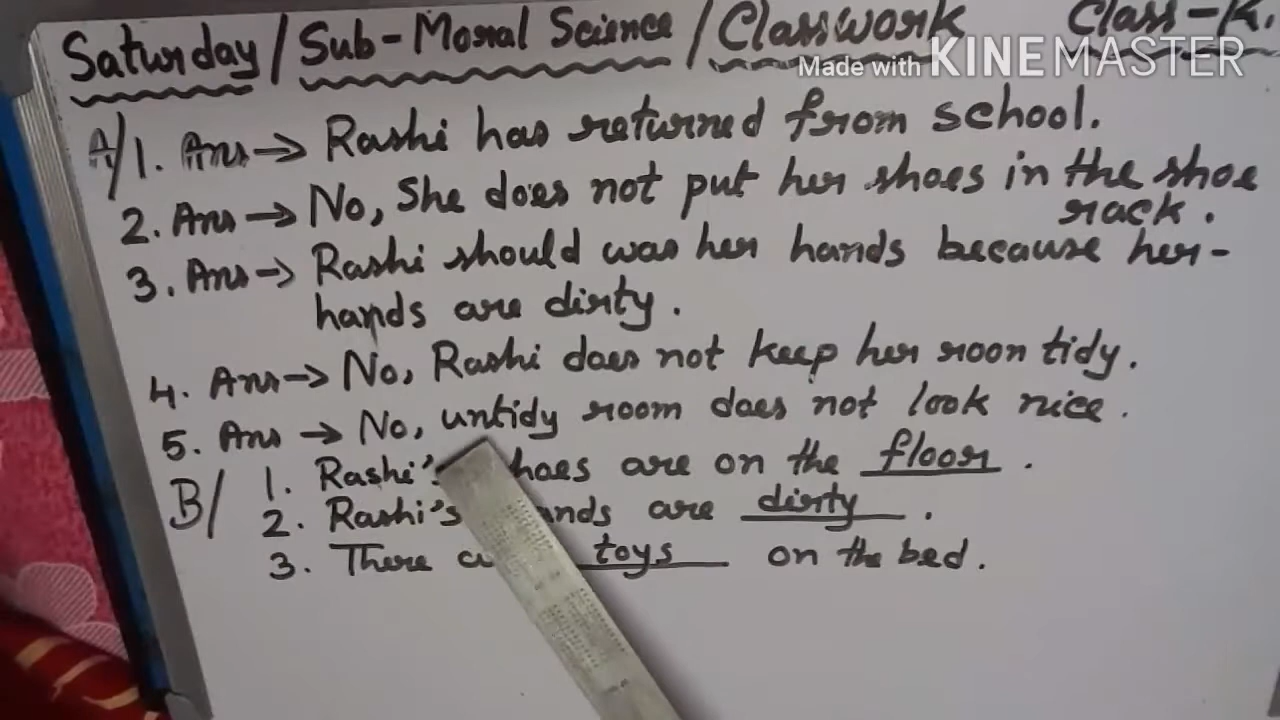 Saturday / Sub-Moral Science / Classwork Class-K.
Made with KINEMASTER
A/1. Ans→ Rashi has returned from school.
2. Ans→ No, She does not put her shoes in the shoe
rack.
3. Ans→ Rashi should was her hands because her-
hands are dirty.
4. Ans→ No, Rashi does not keep her roon tidy.
5. Ans → No, untidy room does not look nice.
B/ 1. Rashi's hoes are on the floor.
2. Rashi's nds are dirty.
3. There toys on the bed.